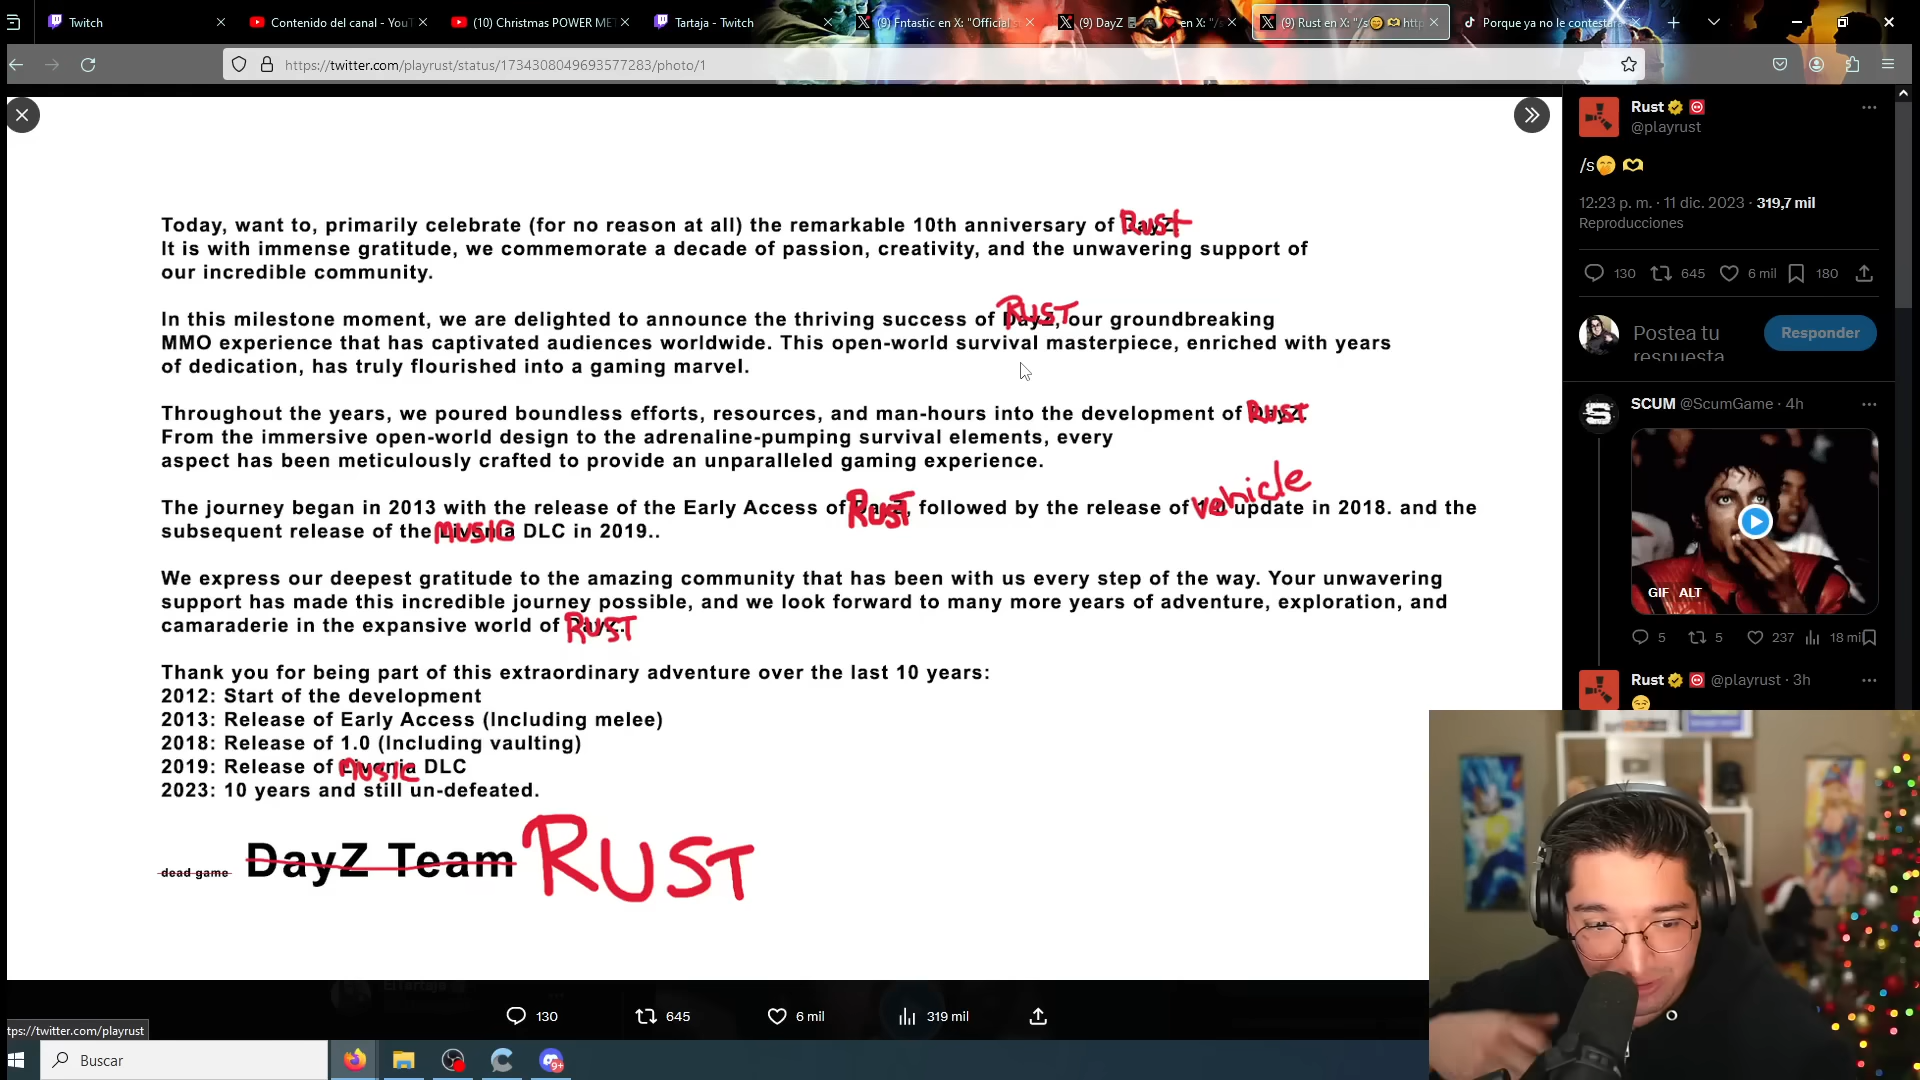 Twitch
Contenido del canal - YouT
(10) Christmas POWER ME
Tartaja - Twitch
(9) Fntastic en X: "Official
(9) DayZ en X: "/s
(9) Rust en X: "/s htt
Porque ya no le contestara
https://twitter.com/playrust/status/1734308049693577283/photo/1
Today, want to, primarily celebrate (for no reason at all) the remarkable 10th anniversary of DayZ RUST
It is with immense gratitude, we commemorate a decade of passion, creativity, and the unwavering support of
our incredible community.
In this milestone moment, we are delighted to announce the thriving success of DayZ, RUST our groundbreaking
MMO experience that has captivated audiences worldwide. This open-world survival masterpiece, enriched with years
of dedication, has truly flourished into a gaming marvel.
Throughout the years, we poured boundless efforts, resources, and man-hours into the development of DayZ. RUST
From the immersive open-world design to the adrenaline-pumping survival elements, every
aspect has been meticulously crafted to provide an unparalleled gaming experience.
The journey began in 2013 with the release of the Early Access of DayZ, RUST followed by the release of 1.0 vehicle update in 2018. and the
subsequent release of the Livonia MUSIC DLC in 2019..
We express our deepest gratitude to the amazing community that has been with us every step of the way. Your unwavering
support has made this incredible journey possible, and we look forward to many more years of adventure, exploration, and
camaraderie in the expansive world of DayZ. RUST
Thank you for being part of this extraordinary adventure over the last 10 years:
2012: Start of the development
2013: Release of Early Access (Including melee)
2018: Release of 1.0 (Including vaulting)
2019: Release of Livonia MUSIC DLC
2023: 10 years and still un-defeated.
dead game DayZ Team RUST
130 645 6 mil 319 mil
tps://twitter.com/playrust
Buscar
9+
Rust
@playrust
/s
12:23 p. m. · 11 dic. 2023 · 319,7 mil
Reproducciones
130 645 6 mil 180
Postea tu
respuesta
Responder
SCUM @ScumGame · 4h
GIF ALT
5 5 237 18 mil
Rust @playrust · 3h